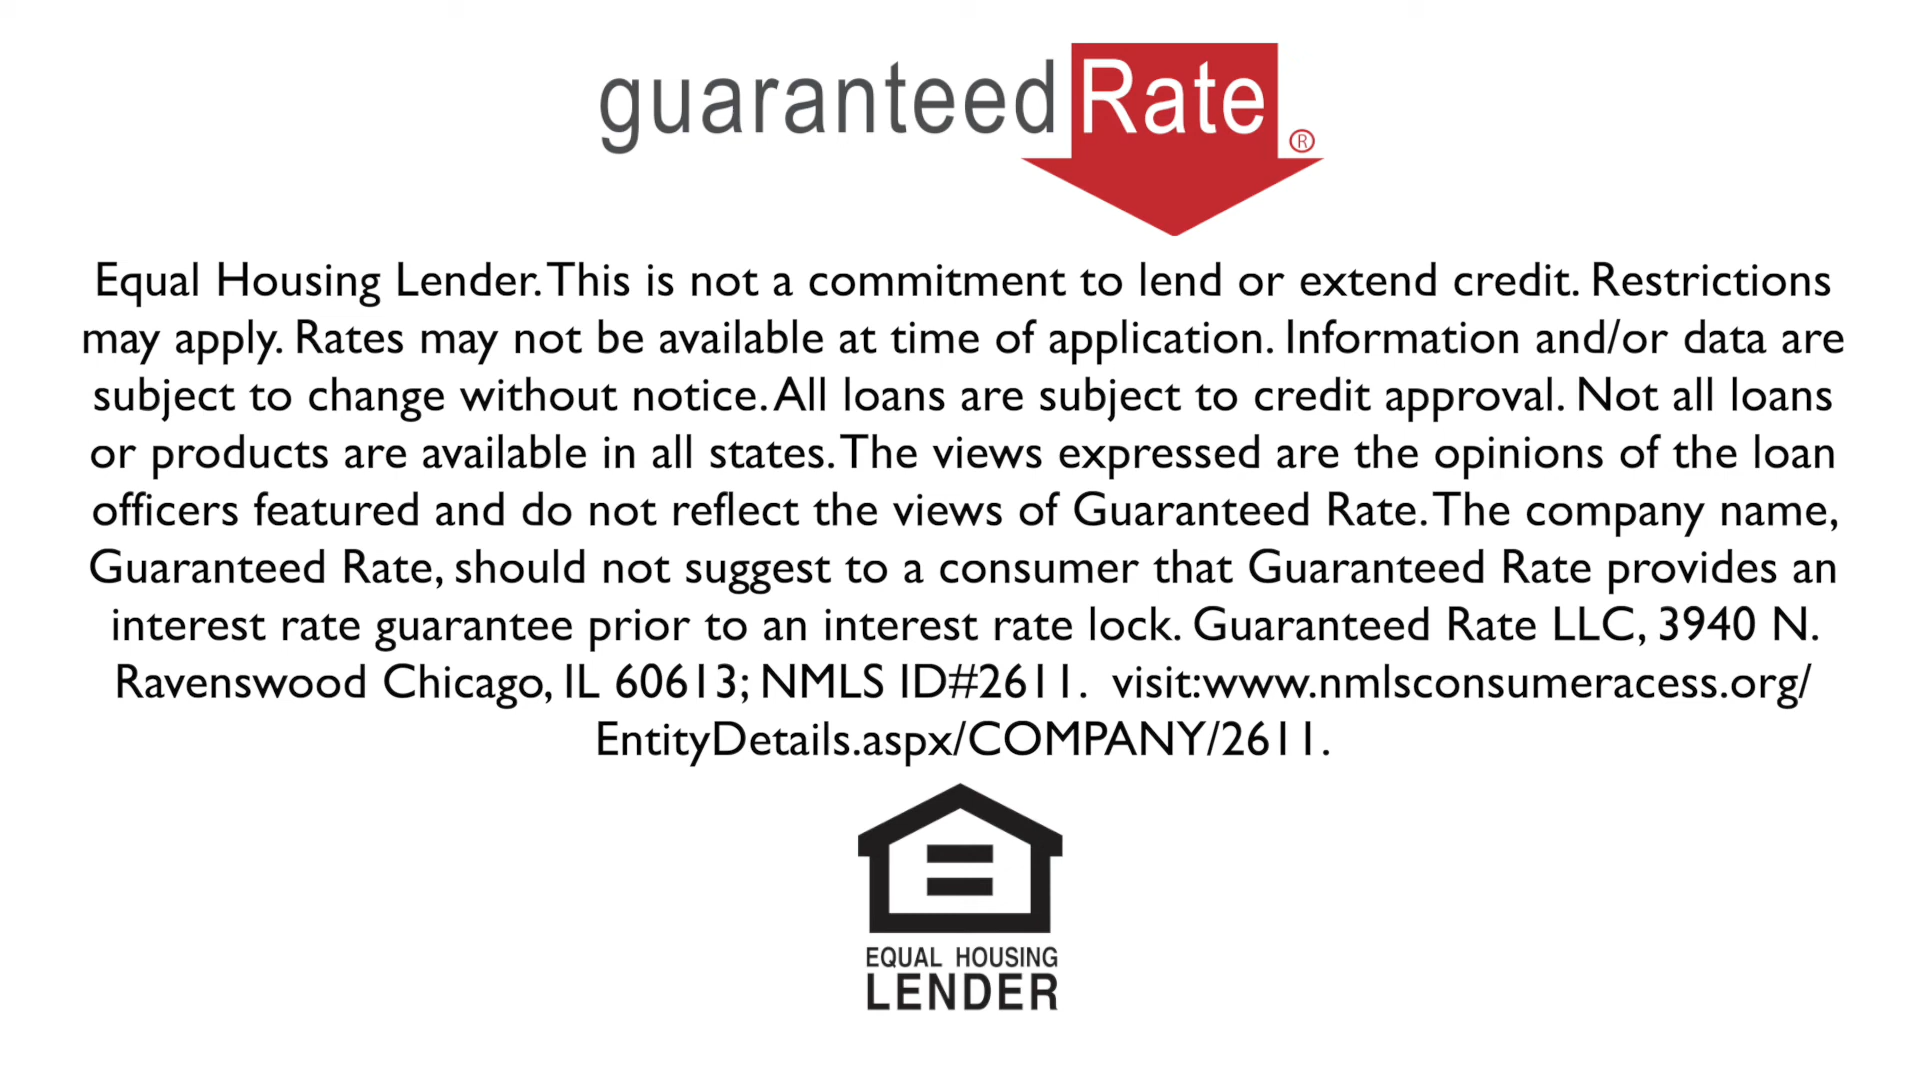 guaranteed Rate ®
Equal Housing Lender. This is not a commitment to lend or extend credit. Restrictions
may apply. Rates may not be available at time of application. Information and/or data are
subject to change without notice. All loans are subject to credit approval. Not all loans
or products are available in all states. The views expressed are the opinions of the loan
officers featured and do not reflect the views of Guaranteed Rate. The company name,
Guaranteed Rate, should not suggest to a consumer that Guaranteed Rate provides an
interest rate guarantee prior to an interest rate lock. Guaranteed Rate LLC, 3940 N.
Ravenswood Chicago, IL 60613; NMLS ID#2611. visit:www.nmlsconsumeracess.org/
EntityDetails.aspx/COMPANY/2611.
EQUAL HOUSING
LENDER